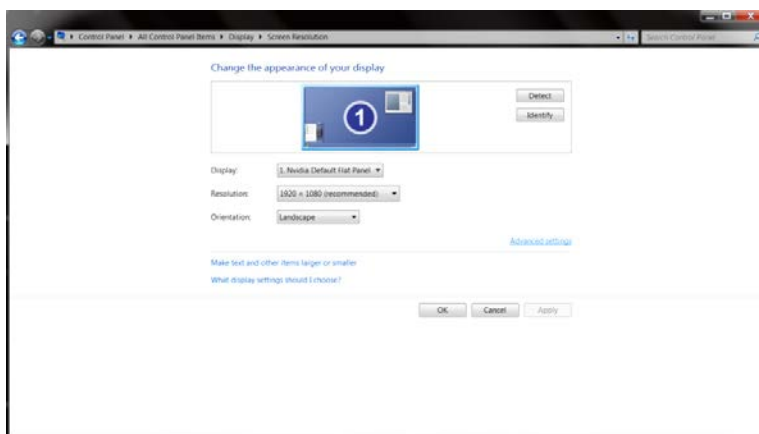 Control Panel ▸ All Control Panel Items ▸ Display ▸ Screen Resolution
Search Control Panel
Change the appearance of your display
1
Detect
Identify
Display:
1. Nvidia Default Flat Panel
Resolution:
1920 × 1080 (recommended)
Orientation:
Landscape
Advanced settings
Make text and other items larger or smaller
What display settings should I choose?
OK Cancel Apply